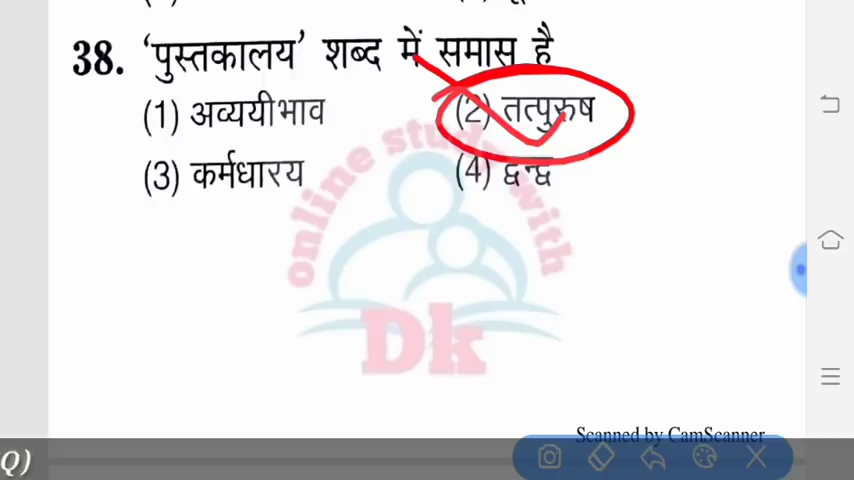 38. ‘पुस्तकालय’ शब्द में समास है
(1) अव्ययीभाव (2) तत्पुरुष
(3) कर्मधारय (4) द्वन्द्व
online study with
Dk
Scanned by CamScanner
Q)